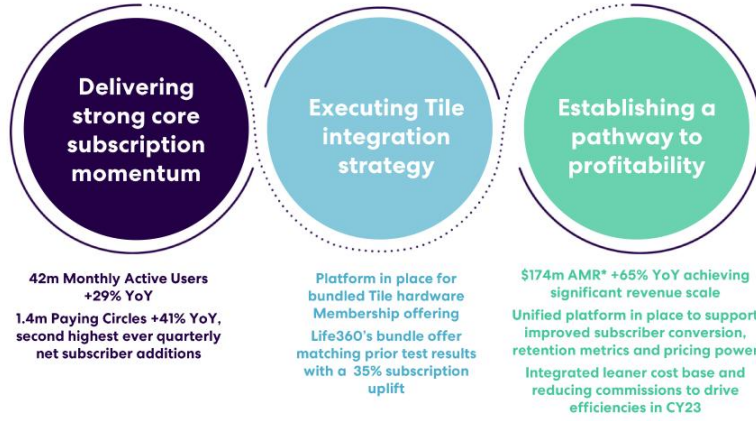 Delivering
strong core
subscription
momentum
Executing Tile
integration
strategy
Establishing a
pathway to
profitability
42m Monthly Active Users
+29% YoY
1.4m Paying Circles +41% YoY,
second highest ever quarterly
net subscriber additions
Platform in place for
bundled Tile hardware
Membership offering
Life360's bundle offer
matching prior test results
with a 35% subscription
uplift
$174m AMR* +65% YoY achieving
significant revenue scale
Unified platform in place to support
improved subscriber conversion,
retention metrics and pricing power
Integrated leaner cost base and
reducing commissions to drive
efficiencies in CY23